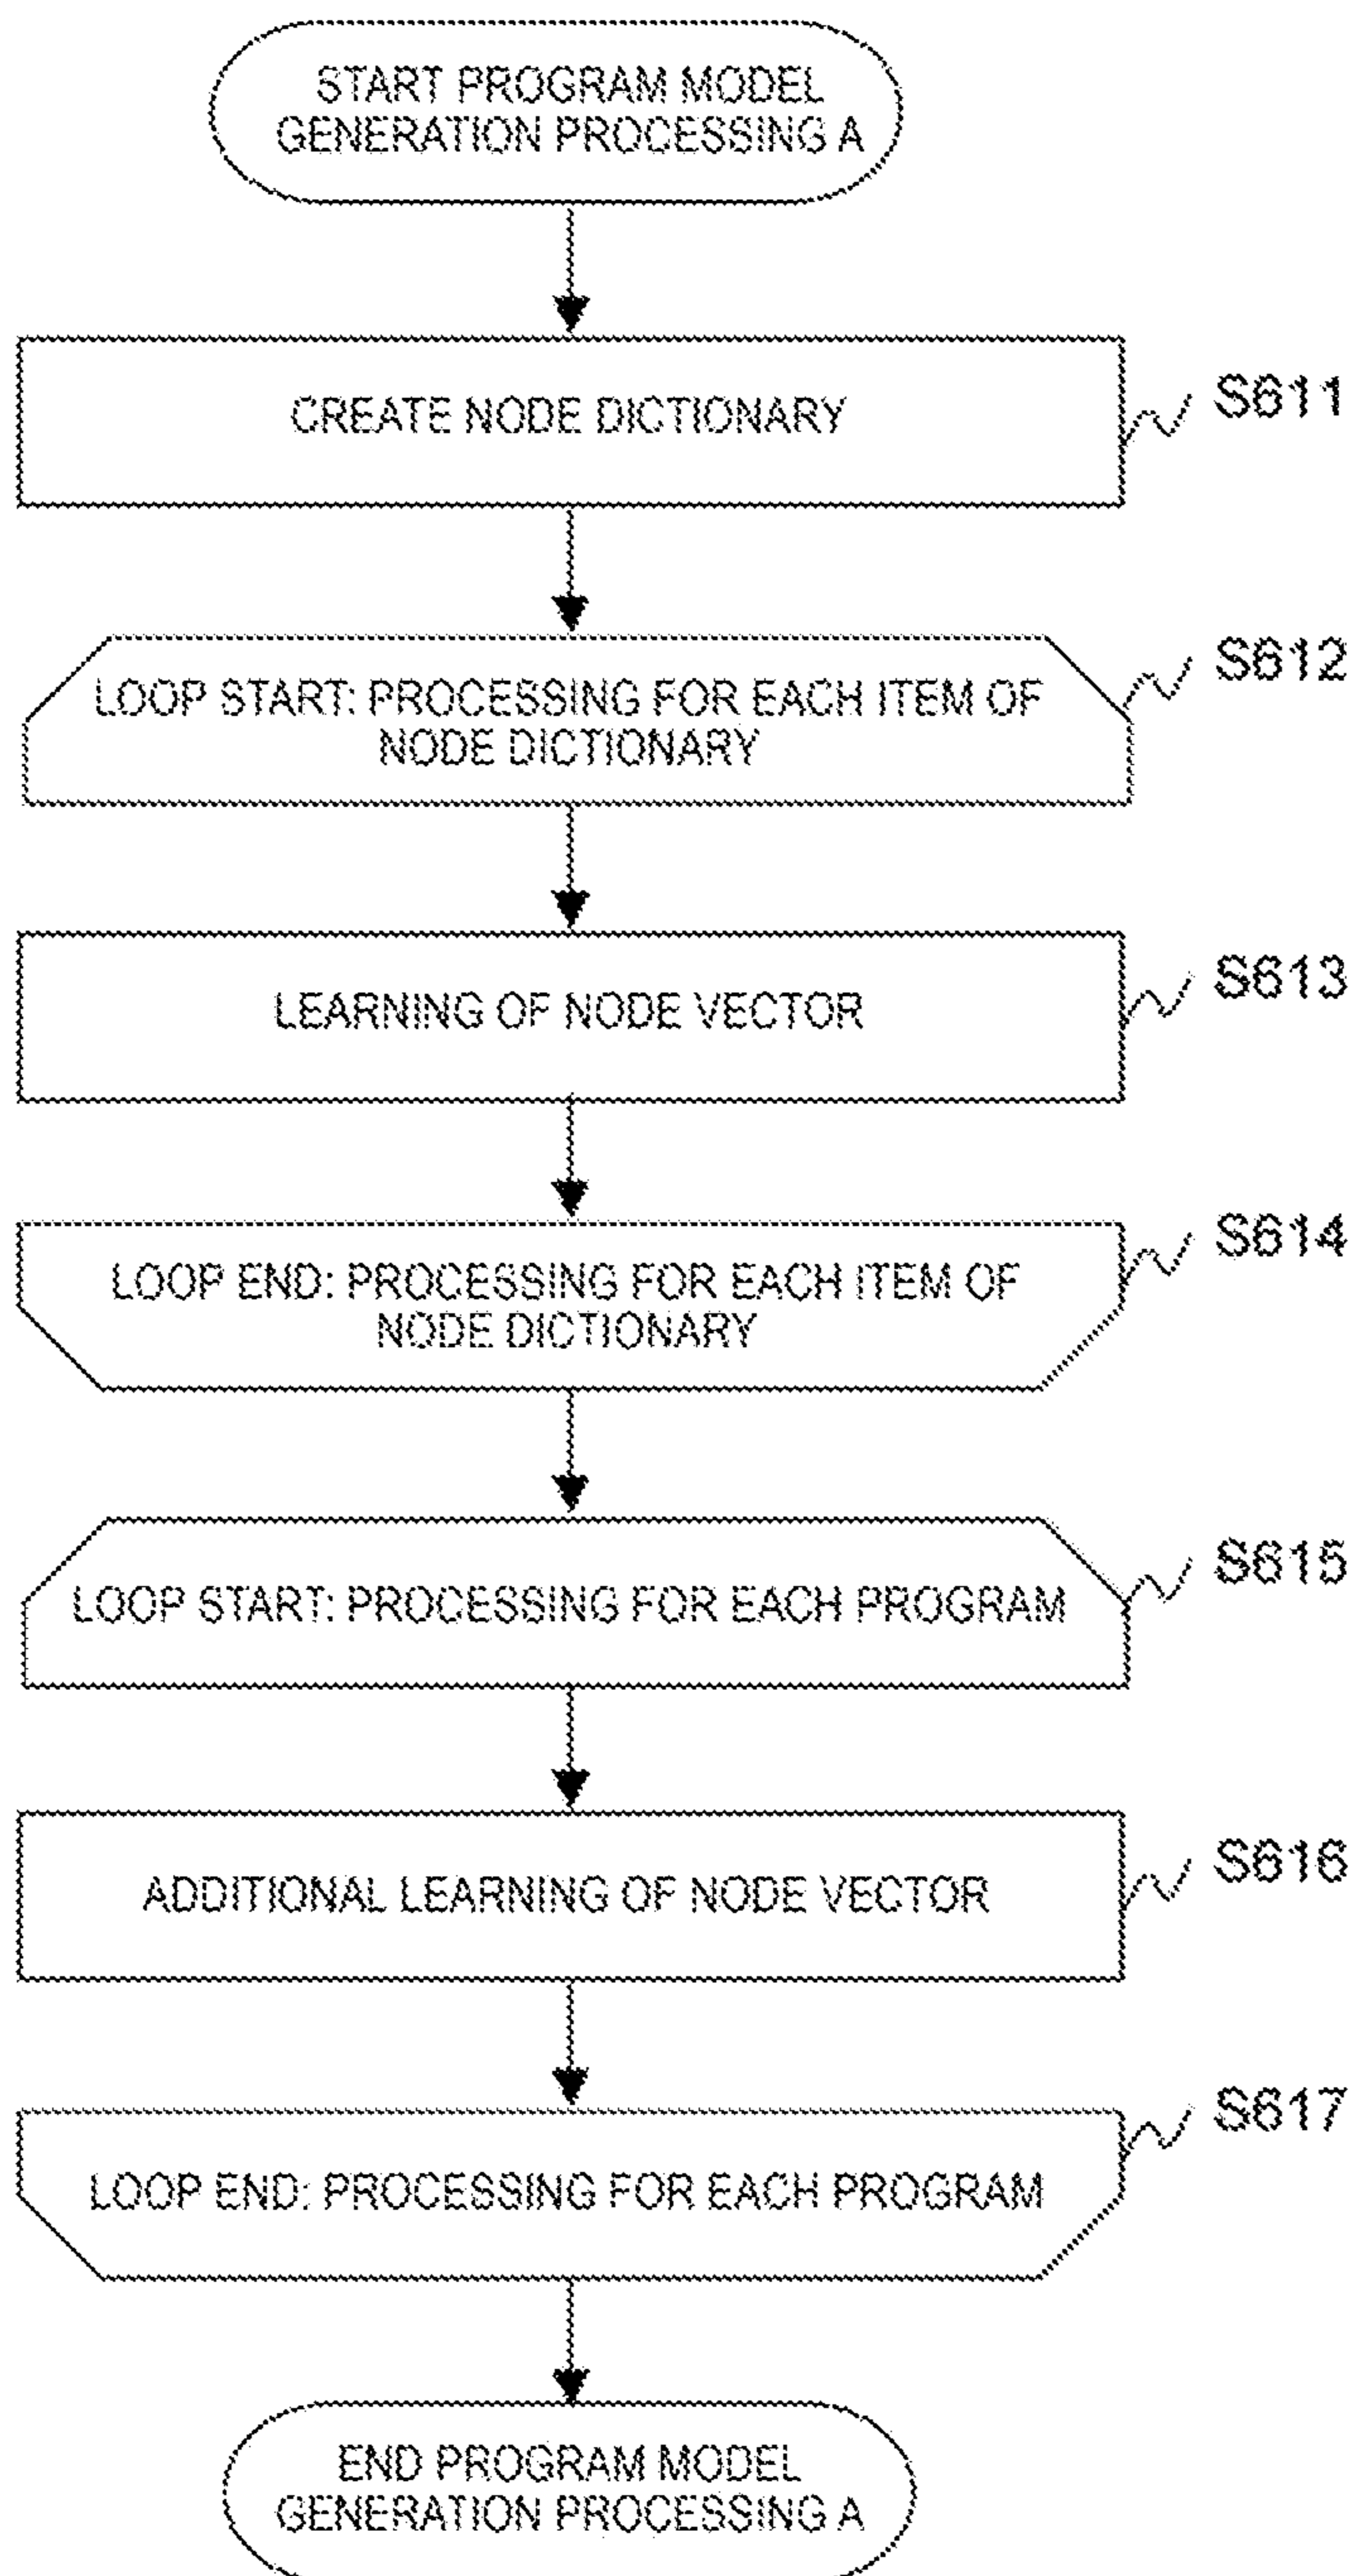 START PROGRAM MODEL
GENERATION PROCESSING A
CREATE NODE DICTIONARY
S611
LOOP START: PROCESSING FOR EACH ITEM OF
NODE DICTIONARY
S612
LEARNING OF NODE VECTOR
S613
LOOP END: PROCESSING FOR EACH ITEM OF
NODE DICTIONARY
S614
LOOP START: PROCESSING FOR EACH PROGRAM
S615
ADDITIONAL LEARNING OF NODE VECTOR
S616
LOOP END: PROCESSING FOR EACH PROGRAM
S617
END PROGRAM MODEL
GENERATION PROCESSING A